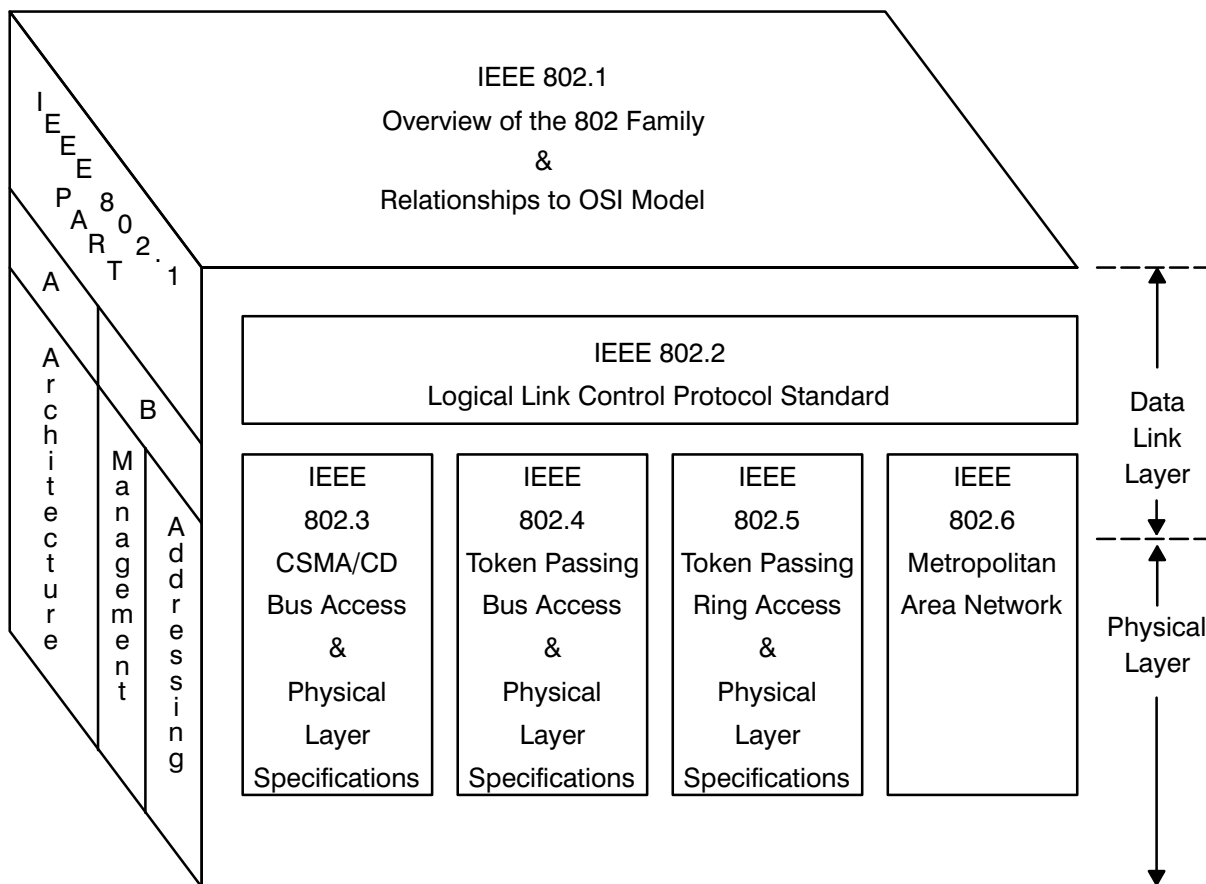 IEEE 802.1
Overview of the 802 Family
&
Relationships to OSI Model
IEEE 802.1
PART
A
B
Architecture
Management
Addressing
IEEE 802.2
Logical Link Control Protocol Standard
IEEE
802.3
CSMA/CD
Bus Access
&
Physical
Layer
Specifications
IEEE
802.4
Token Passing
Bus Access
&
Physical
Layer
Specifications
IEEE
802.5
Token Passing
Ring Access
&
Physical
Layer
Specifications
IEEE
802.6
Metropolitan
Area Network
Data
Link
Layer
Physical
Layer